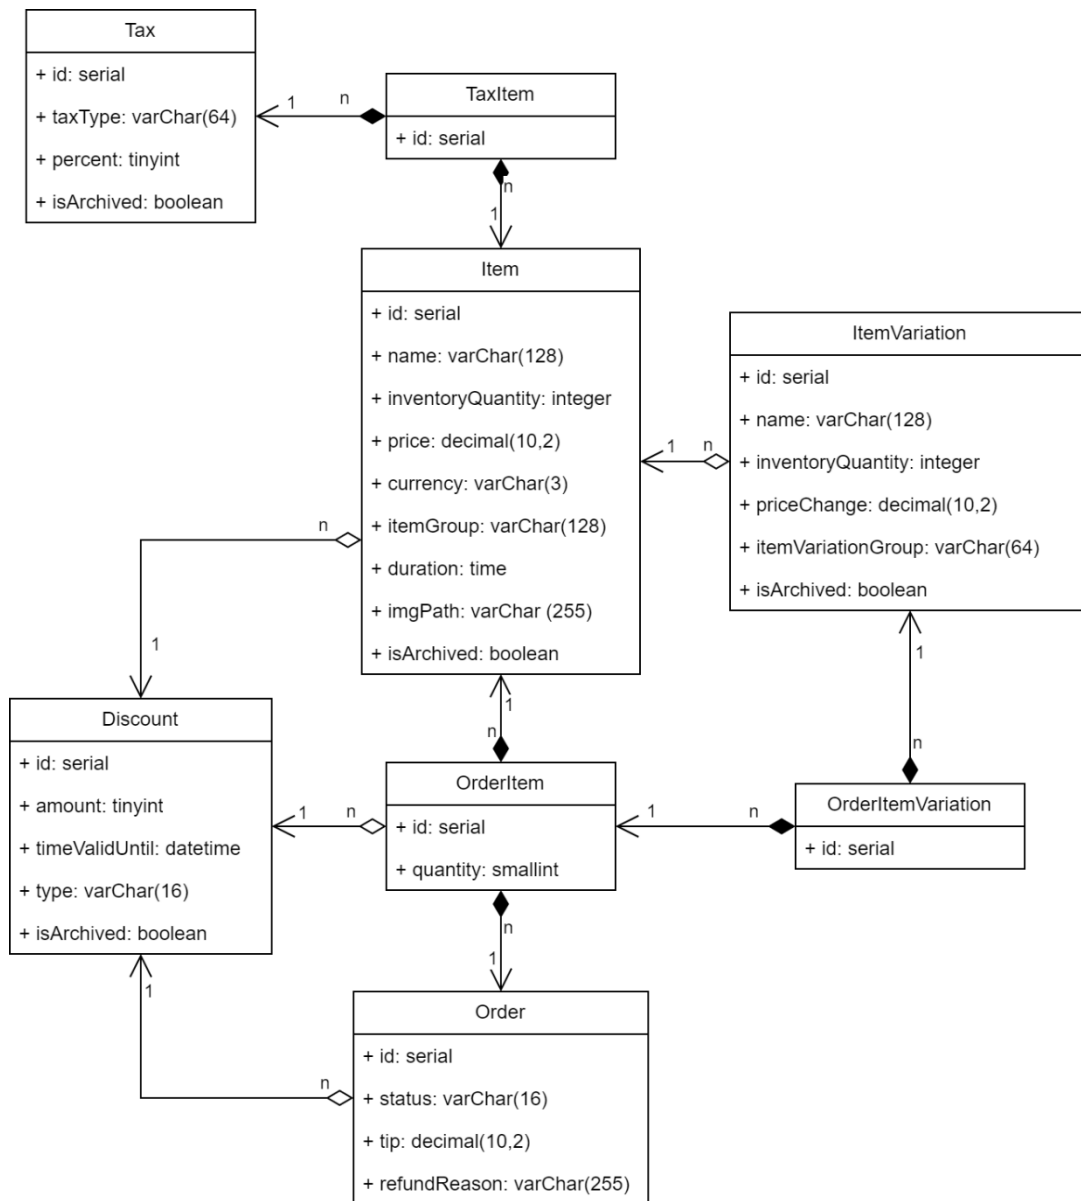 Tax
+ id: serial
+ taxType: varChar(64)
+ percent: tinyint
+ isArchived: boolean
1
n
TaxItem
+ id: serial
n
1
Item
+ id: serial
+ name: varChar(128)
+ inventoryQuantity: integer
+ price: decimal(10,2)
+ currency: varChar(3)
+ itemGroup: varChar(128)
+ duration: time
+ imgPath: varChar (255)
+ isArchived: boolean
1
n
ItemVariation
+ id: serial
+ name: varChar(128)
+ inventoryQuantity: integer
+ priceChange: decimal(10,2)
+ itemVariationGroup: varChar(64)
+ isArchived: boolean
n
1
1
n
1
n
Discount
+ id: serial
+ amount: tinyint
+ timeValidUntil: datetime
+ type: varChar(16)
+ isArchived: boolean
1
n
OrderItem
+ id: serial
+ quantity: smallint
1
n
OrderItemVariation
+ id: serial
n
1
1
n
Order
+ id: serial
+ status: varChar(16)
+ tip: decimal(10,2)
+ refundReason: varChar(255)